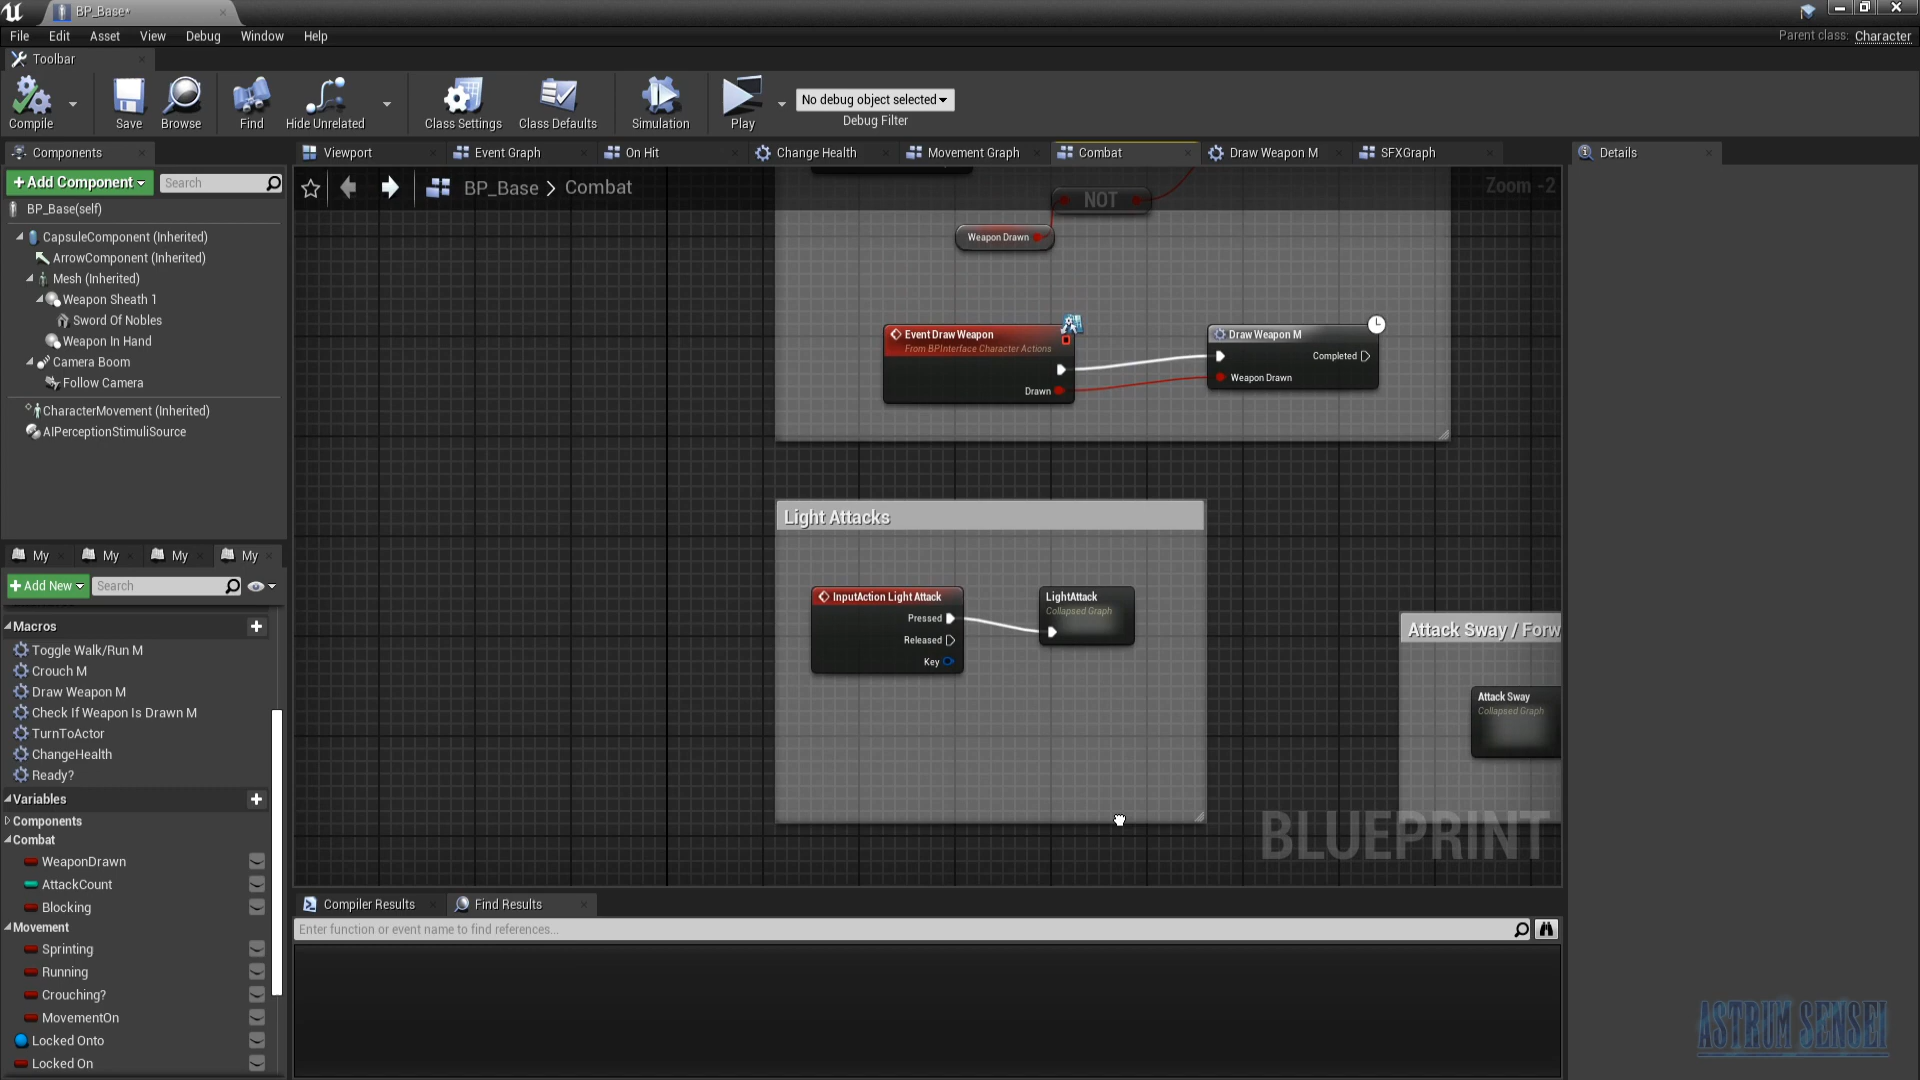 BP_Base*
File Edit Asset View Debug Window Help
Parent class: Character
Toolbar
Compile Save Browse Find Hide Unrelated Class Settings Class Defaults Simulation Play
No debug object selected
Debug Filter
Components
+Add Component
Search
BP_Base(self)
CapsuleComponent (Inherited)
ArrowComponent (Inherited)
Mesh (Inherited)
Weapon Sheath 1
Sword Of Nobles
Weapon In Hand
Camera Boom
Follow Camera
CharacterMovement (Inherited)
AIPerceptionStimuliSource
My My My My
+Add New
Search
Macros
Toggle Walk/Run M
Crouch M
Draw Weapon M
Check If Weapon Is Drawn M
TurnToActor
ChangeHealth
Ready?
Variables
Components
Combat
WeaponDrawn
AttackCount
Blocking
Movement
Sprinting
Running
Crouching?
MovementOn
Locked Onto
Locked On
Viewport Event Graph On Hit Change Health Movement Graph Combat Draw Weapon M SFXGraph
BP_Base > Combat
Zoom -2
NOT
Weapon Drawn
Event Draw Weapon
From BPInterface Character Actions
Drawn
Draw Weapon M
Completed
Weapon Drawn
Light Attacks
InputAction Light Attack
Pressed
Released
Key
LightAttack
Collapsed Graph
Attack Sway / Forw
Attack Sway
Collapsed Graph
BLUEPRINT
Compiler Results Find Results
Enter function or event name to find references...
Details
ASTRUM SENSEI